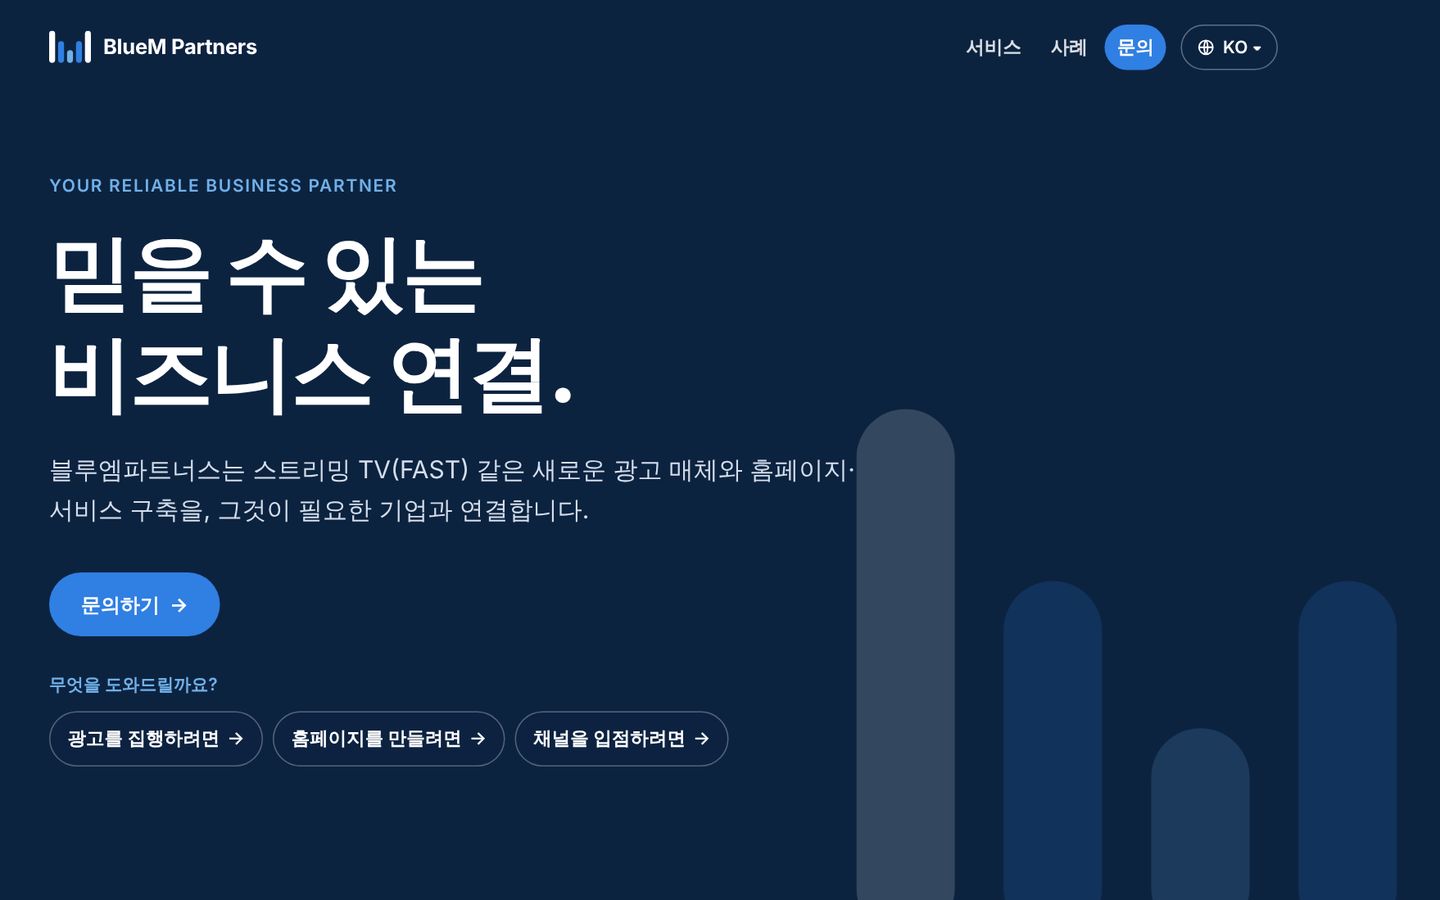 BlueM Partners
서비스
사례
문의
KO
YOUR RELIABLE BUSINESS PARTNER
믿을 수 있는
비즈니스 연결.
블루엠파트너스는 스트리밍 TV(FAST) 같은 새로운 광고 매체와 홈페이지·
서비스 구축을, 그것이 필요한 기업과 연결합니다.
문의하기 →
무엇을 도와드릴까요?
광고를 집행하려면 →
홈페이지를 만들려면 →
채널을 입점하려면 →